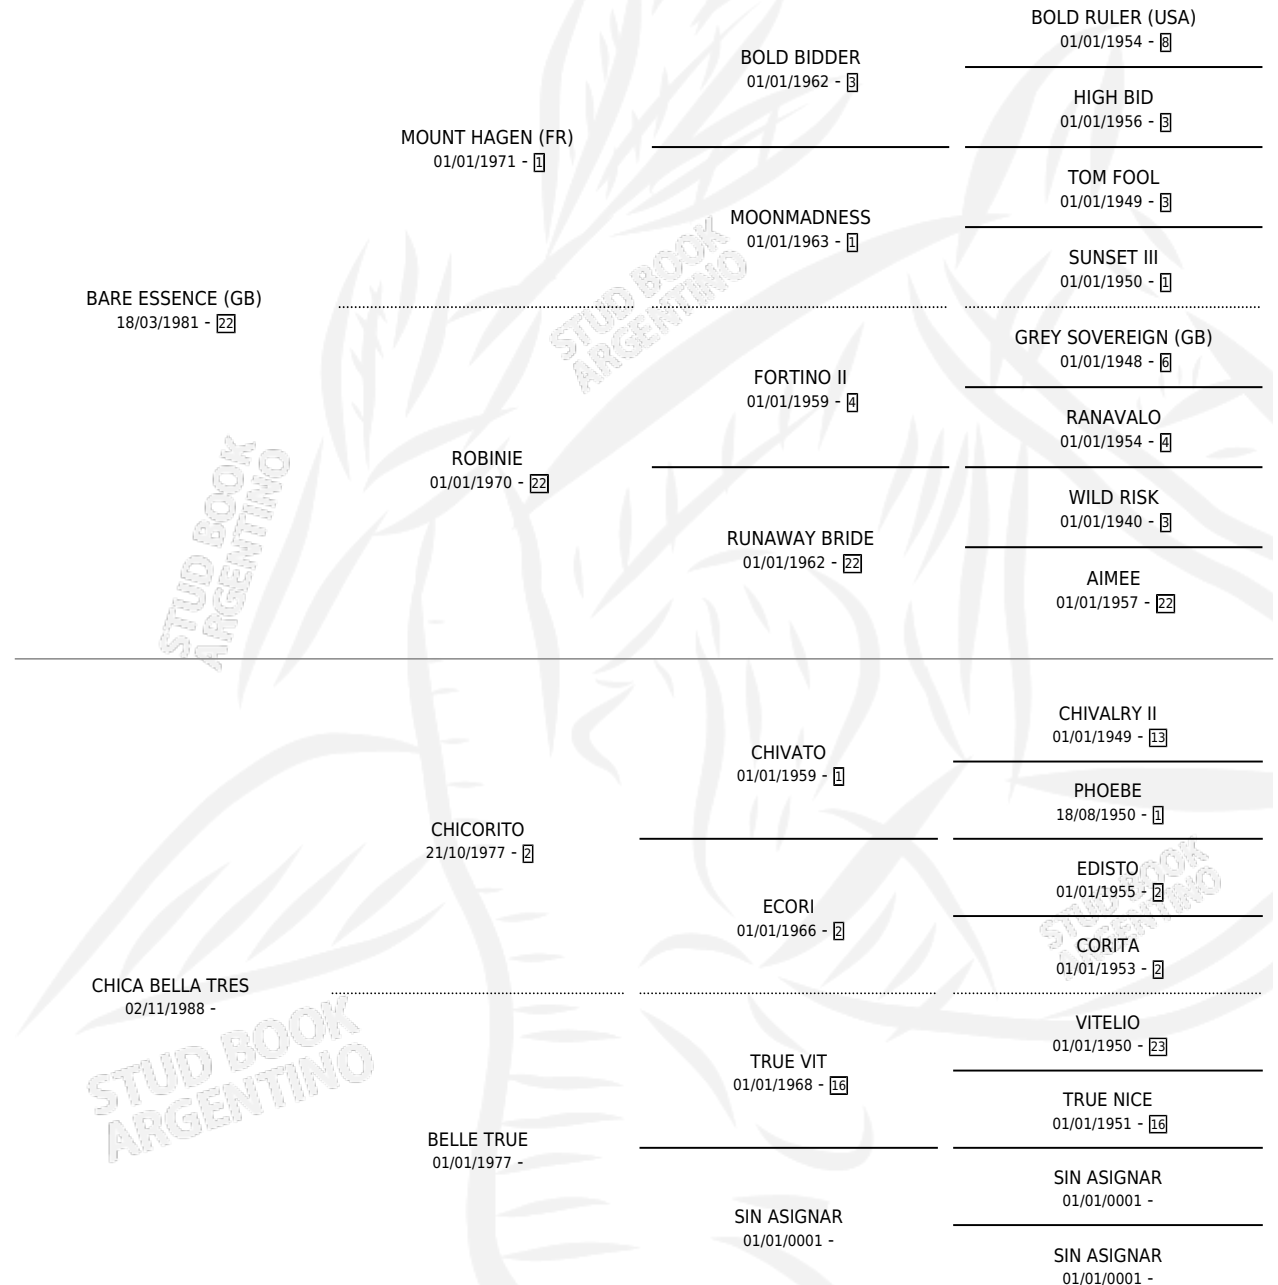 BOLD RULER (USA)
01/01/1954 - 8
BOLD BIDDER
01/01/1962 - 3
HIGH BID
01/01/1956 - 3
MOUNT HAGEN (FR)
01/01/1971 - 1
TOM FOOL
01/01/1949 - 3
MOONMADNESS
01/01/1963 - 1
SUNSET III
01/01/1950 - 1
BARE ESSENCE (GB)
18/03/1981 - 22
STUD BOOK
ARGENTINO
GREY SOVEREIGN (GB)
01/01/1948 - 6
FORTINO II
01/01/1959 - 4
RANAVALO
01/01/1954 - 4
ROBINIE
01/01/1970 - 22
WILD RISK
01/01/1940 - 3
RUNAWAY BRIDE
01/01/1962 - 22
AIMEE
01/01/1957 - 22
STUD BOOK
ARGENTINO
CHIVALRY II
01/01/1949 - 13
CHIVATO
01/01/1959 - 1
PHOEBE
18/08/1950 - 1
CHICORITO
21/10/1977 - 2
EDISTO
01/01/1955 - 2
ECORI
01/01/1966 - 2
CORITA
01/01/1953 - 2
STUD BOOK
ARGENTINO
CHICA BELLA TRES
02/11/1988 -
VITELIO
01/01/1950 - 23
TRUE VIT
01/01/1968 - 16
TRUE NICE
01/01/1951 - 16
STUD BOOK
ARGENTINO
BELLE TRUE
01/01/1977 -
SIN ASIGNAR
01/01/0001 -
SIN ASIGNAR
01/01/0001 -
SIN ASIGNAR
01/01/0001 -